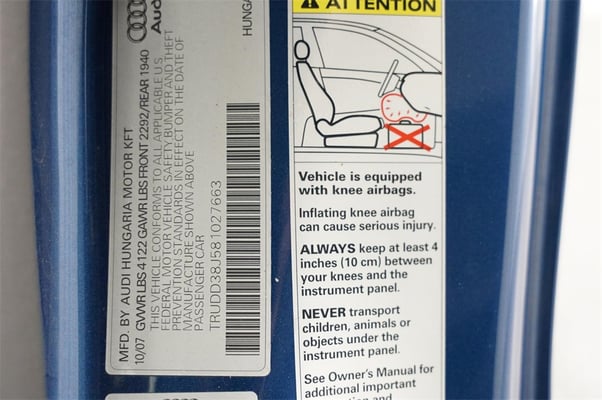 Audi
HUNGA
MFD. BY AUDI HUNGARIA MOTOR KFT
10/07 GVWR LBS 4122 GAWR LBS FRONT 2292/REAR 1940
THIS VEHICLE CONFORMS TO ALL APPLICABLE U.S.
FEDERAL MOTOR VEHICLE SAFETY BUMPER AND THEFT
PREVENTION STANDARDS IN EFFECT ON THE DATE OF
MANUFACTURE SHOWN ABOVE
PASSENGER CAR
TRUDD38J581027663
ATTENTION
Vehicle is equipped
with knee airbags.
Inflating knee airbag
can cause serious injury.
ALWAYS keep at least 4
inches (10 cm) between
your knees and the
instrument panel.
NEVER transport
children, animals or
objects under the
instrument panel.
See Owner's Manual for
additional important